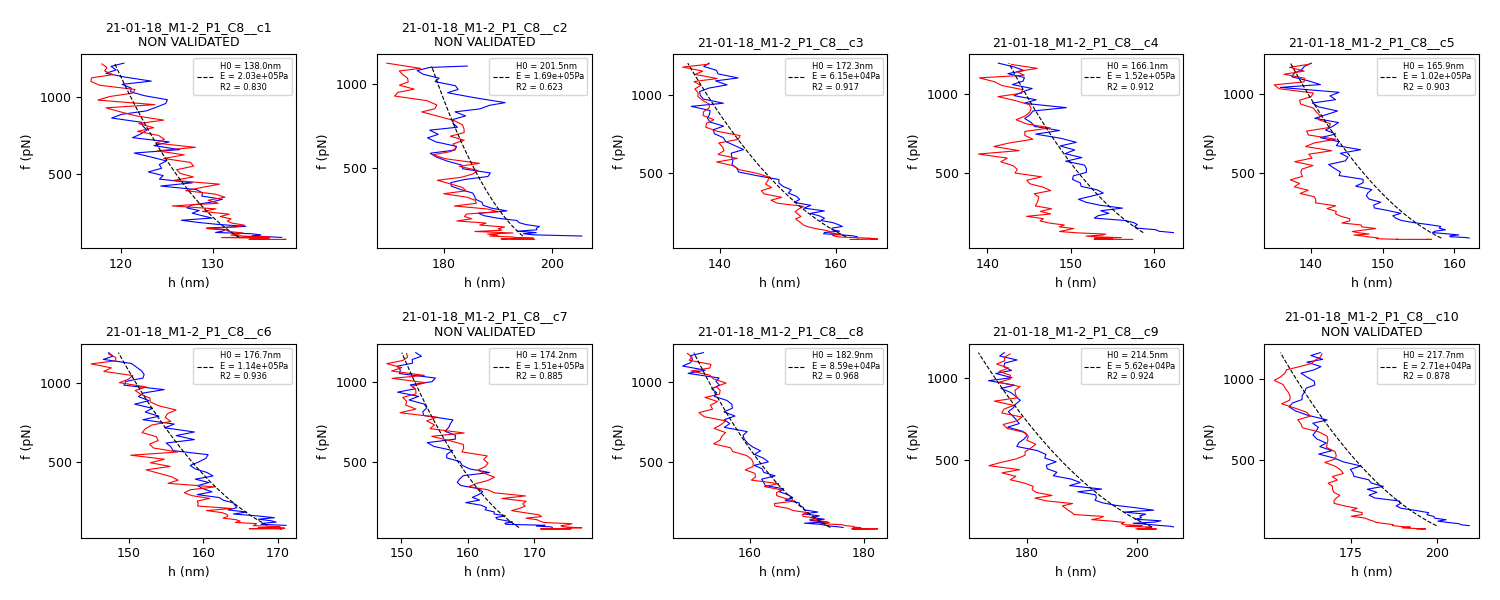 21-01-18_M1-2_P1_C8__c1
NON VALIDATED
H0 = 138.0nm
E = 2.03e+05Pa
R2 = 0.830
1000
500
f (pN)
120 130
h (nm)
21-01-18_M1-2_P1_C8__c2
NON VALIDATED
H0 = 201.5nm
E = 1.69e+05Pa
R2 = 0.623
1000
500
f (pN)
180 200
h (nm)
21-01-18_M1-2_P1_C8__c3
H0 = 172.3nm
E = 6.15e+04Pa
R2 = 0.917
1000
500
f (pN)
140 160
h (nm)
21-01-18_M1-2_P1_C8__c4
H0 = 166.1nm
E = 1.52e+05Pa
R2 = 0.912
1000
500
f (pN)
140 150 160
h (nm)
21-01-18_M1-2_P1_C8__c5
H0 = 165.9nm
E = 1.02e+05Pa
R2 = 0.903
1000
500
f (pN)
140 150 160
h (nm)
21-01-18_M1-2_P1_C8__c6
H0 = 176.7nm
E = 1.14e+05Pa
R2 = 0.936
1000
500
f (pN)
150 160 170
h (nm)
21-01-18_M1-2_P1_C8__c7
NON VALIDATED
H0 = 174.2nm
E = 1.51e+05Pa
R2 = 0.885
1000
500
f (pN)
150 160 170
h (nm)
21-01-18_M1-2_P1_C8__c8
H0 = 182.9nm
E = 8.59e+04Pa
R2 = 0.968
1000
500
f (pN)
160 180
h (nm)
21-01-18_M1-2_P1_C8__c9
H0 = 214.5nm
E = 5.62e+04Pa
R2 = 0.924
1000
500
f (pN)
180 200
h (nm)
21-01-18_M1-2_P1_C8__c10
NON VALIDATED
H0 = 217.7nm
E = 2.71e+04Pa
R2 = 0.878
1000
500
f (pN)
175 200
h (nm)